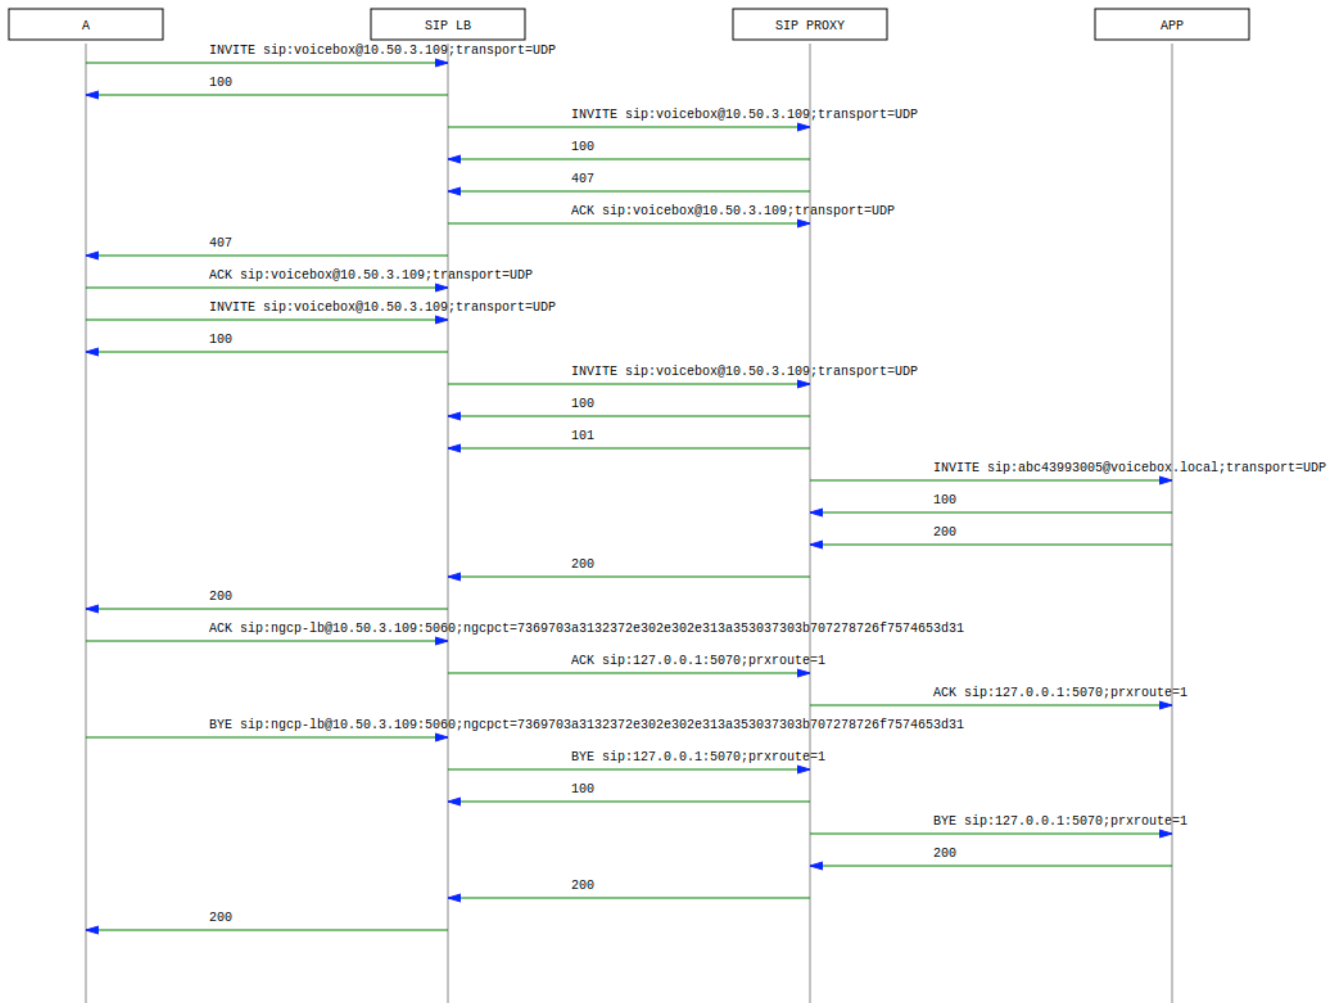 A
SIP LB
SIP PROXY
APP
INVITE sip:voicebox@10.50.3.109;transport=UDP
100
INVITE sip:voicebox@10.50.3.109;transport=UDP
100
407
ACK sip:voicebox@10.50.3.109;transport=UDP
407
ACK sip:voicebox@10.50.3.109;transport=UDP
INVITE sip:voicebox@10.50.3.109;transport=UDP
100
INVITE sip:voicebox@10.50.3.109;transport=UDP
100
101
INVITE sip:abc43993005@voicebox.local;transport=UDP
100
200
200
200
ACK sip:ngcp-lb@10.50.3.109:5060;ngcpct=7369703a3132372e302e302e313a353037303b707278726f7574653d31
ACK sip:127.0.0.1:5070;prxroute=1
ACK sip:127.0.0.1:5070;prxroute=1
BYE sip:ngcp-lb@10.50.3.109:5060;ngcpct=7369703a3132372e302e302e313a353037303b707278726f7574653d31
BYE sip:127.0.0.1:5070;prxroute=1
100
BYE sip:127.0.0.1:5070;prxroute=1
200
200
200